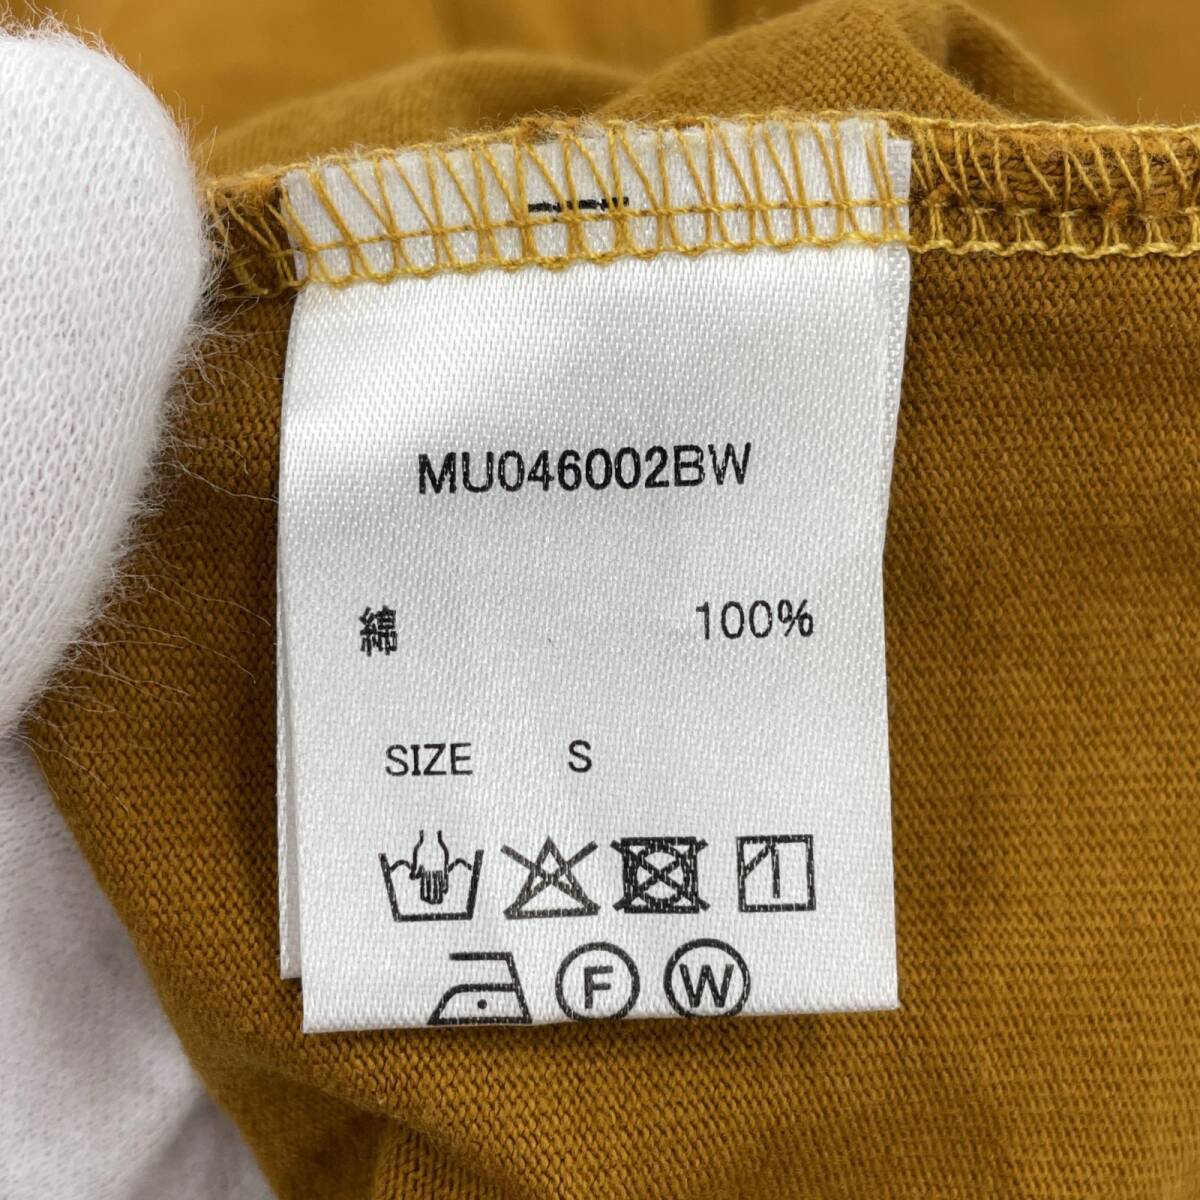 MU046002BW
綿 100%
SIZE S
F W